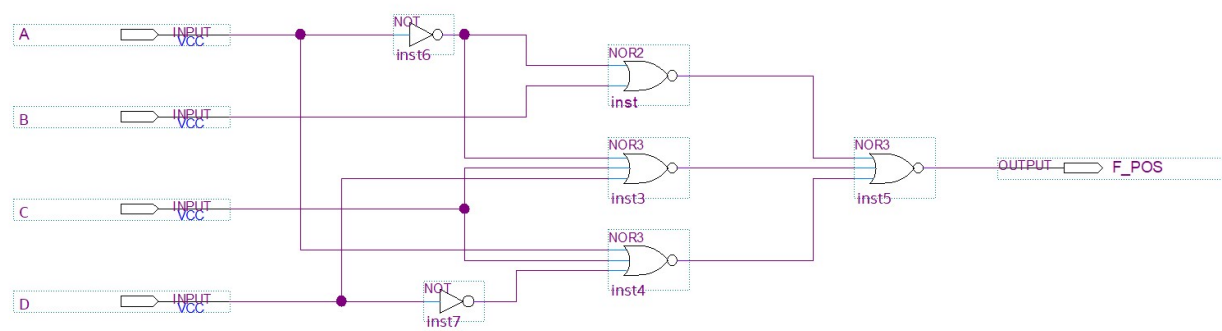 A
INPUT
VCC
NOT
inst6
NOR2
inst
B
INPUT
VCC
NOR3
inst3
NOR3
inst5
OUTPUT
F_POS
C
INPUT
VCC
NOR3
inst4
D
INPUT
VCC
NOT
inst7